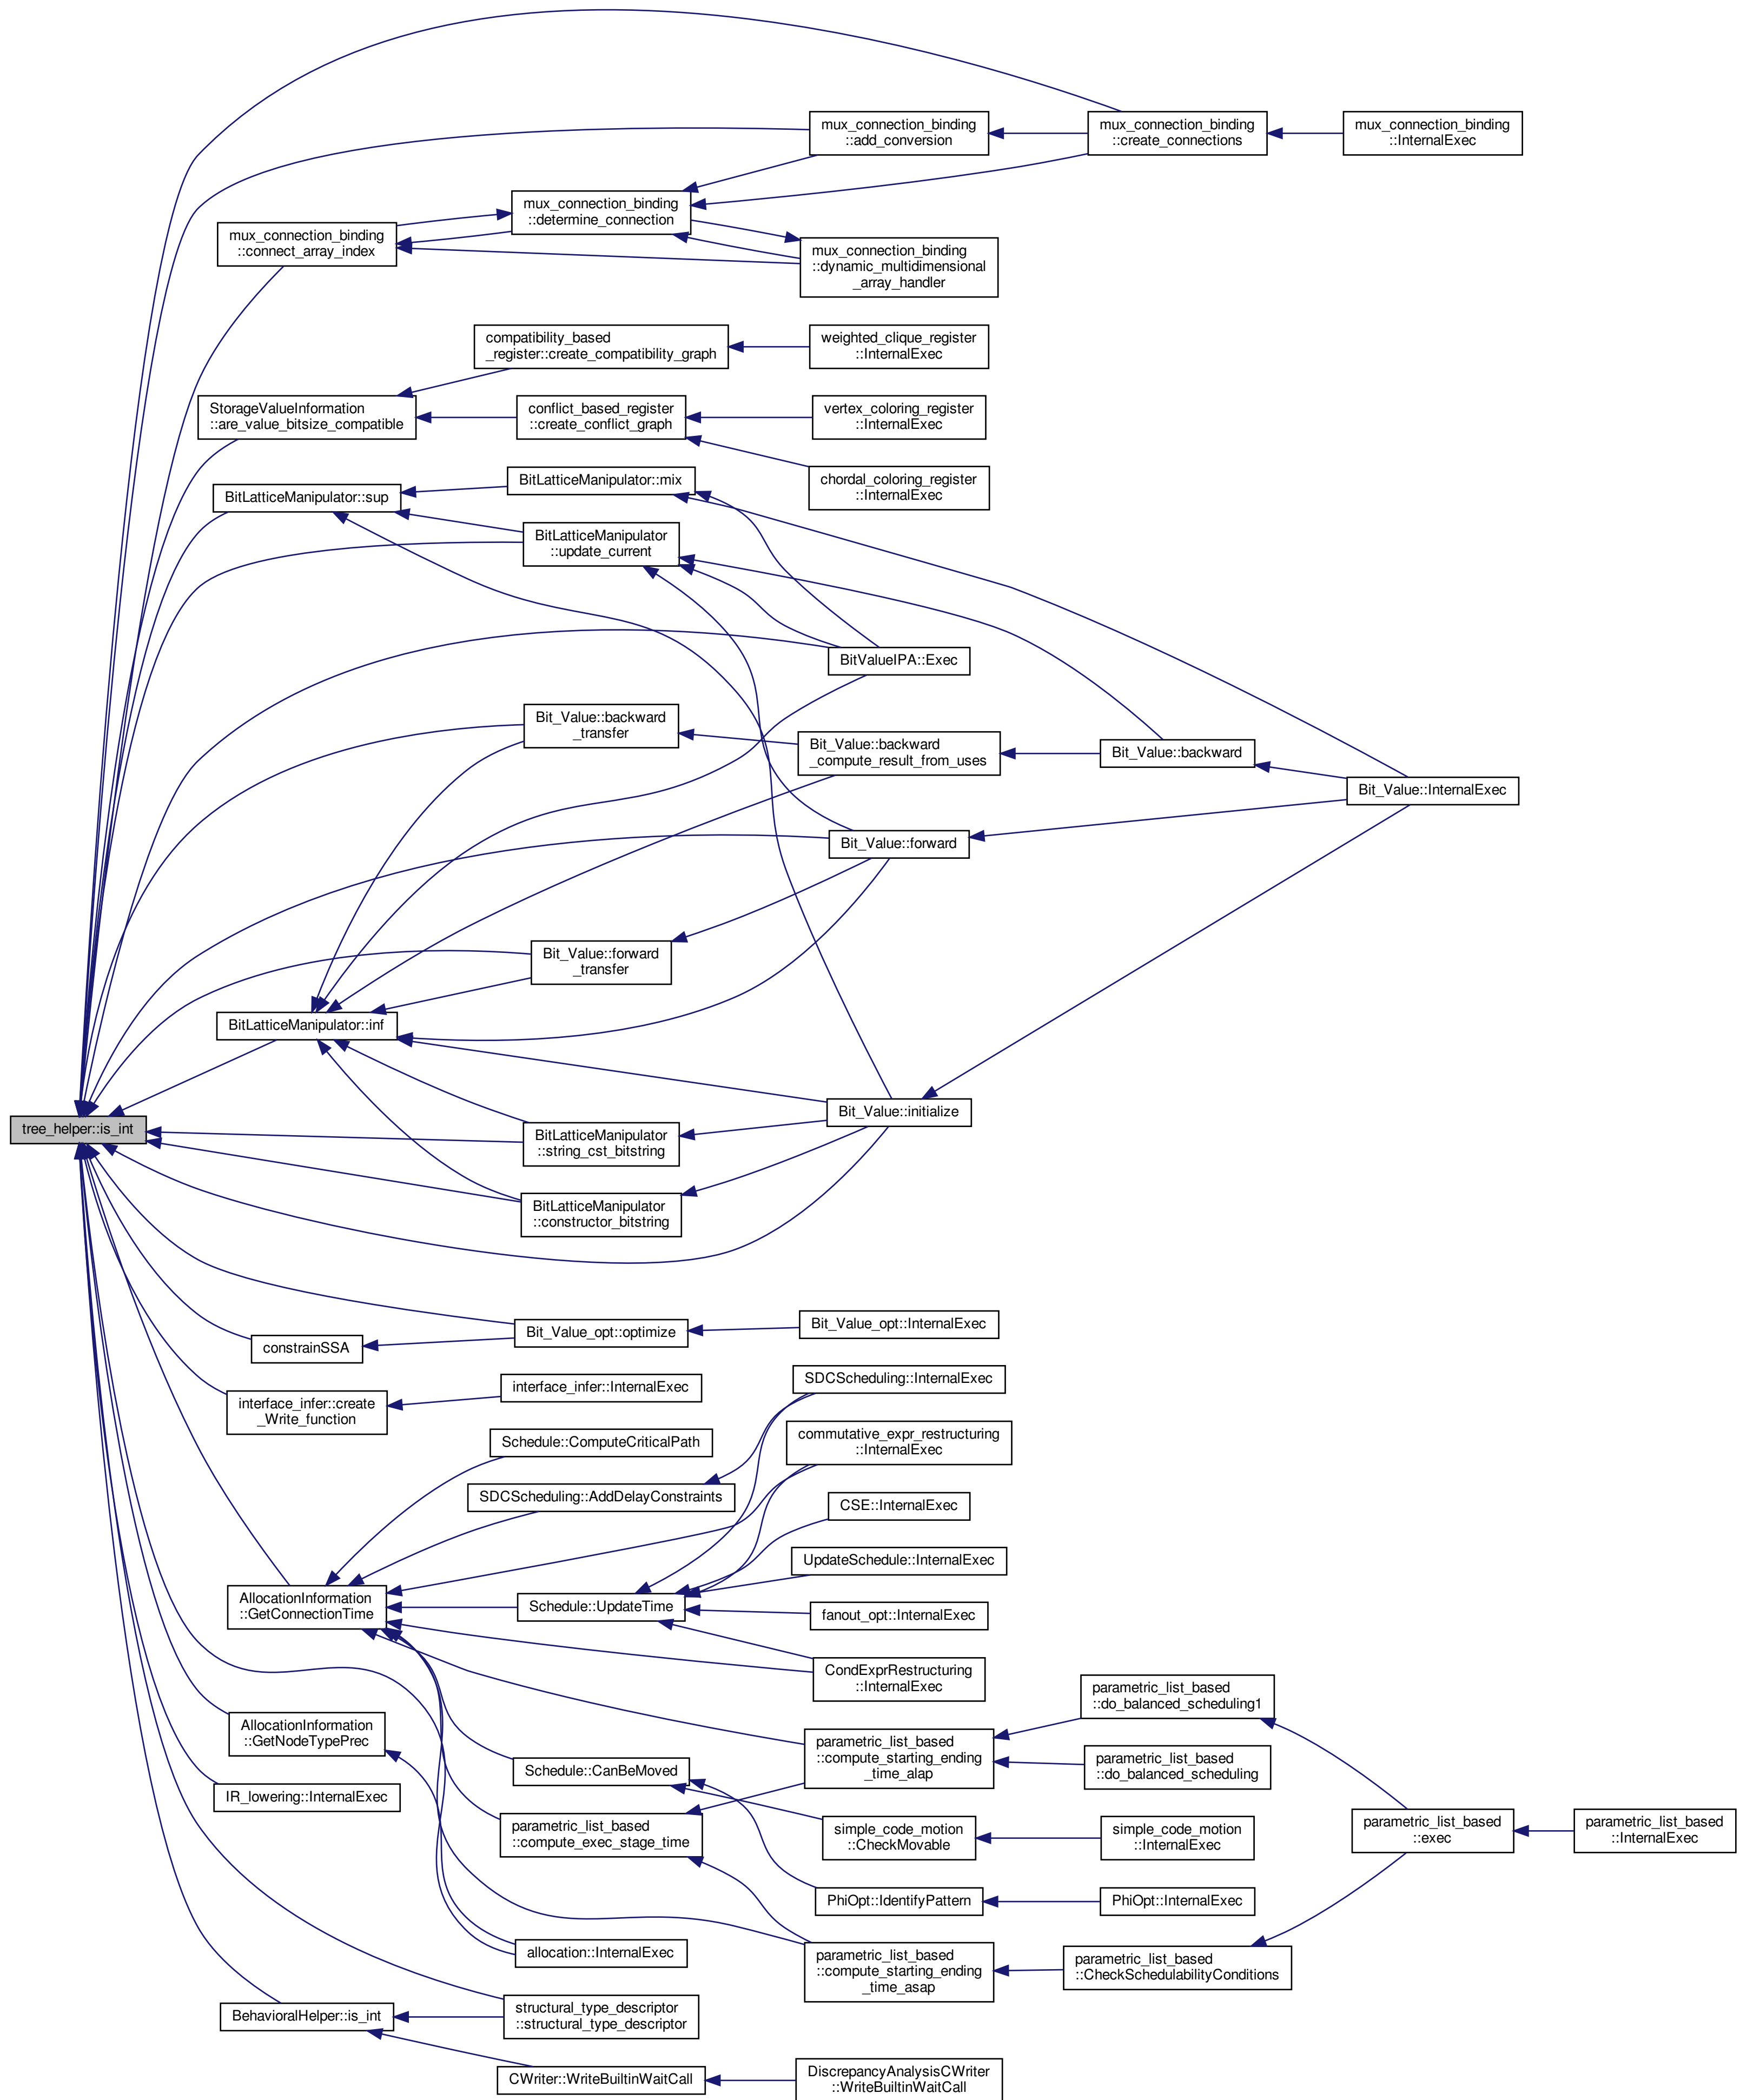 mux_connection_binding
::add_conversion
mux_connection_binding
::create_connections
mux_connection_binding
::InternalExec
mux_connection_binding
::determine_connection
mux_connection_binding
::connect_array_index
mux_connection_binding
::dynamic_multidimensional
_array_handler
compatibility_based
_register::create_compatibility_graph
weighted_clique_register
::InternalExec
StorageValueInformation
::are_value_bitsize_compatible
conflict_based_register
::create_conflict_graph
vertex_coloring_register
::InternalExec
chordal_coloring_register
::InternalExec
BitLatticeManipulator::mix
BitLatticeManipulator::sup
BitLatticeManipulator
::update_current
BitValueIPA::Exec
Bit_Value::backward
_transfer
Bit_Value::backward
_compute_result_from_uses
Bit_Value::backward
Bit_Value::InternalExec
Bit_Value::forward
Bit_Value::forward
_transfer
BitLatticeManipulator::inf
tree_helper::is_int
Bit_Value::initialize
BitLatticeManipulator
::string_cst_bitstring
BitLatticeManipulator
::constructor_bitstring
Bit_Value_opt::optimize
Bit_Value_opt::InternalExec
constrainSSA
interface_infer::create
_Write_function
interface_infer::InternalExec
SDCScheduling::InternalExec
Schedule::ComputeCriticalPath
commutative_expr_restructuring
::InternalExec
SDCScheduling::AddDelayConstraints
CSE::InternalExec
UpdateSchedule::InternalExec
AllocationInformation
::GetConnectionTime
Schedule::UpdateTime
fanout_opt::InternalExec
CondExprRestructuring
::InternalExec
AllocationInformation
::GetNodeTypePrec
parametric_list_based
::do_balanced_scheduling1
parametric_list_based
::compute_starting_ending
_time_alap
parametric_list_based
::do_balanced_scheduling
Schedule::CanBeMoved
IR_lowering::InternalExec
parametric_list_based
::compute_exec_stage_time
simple_code_motion
::CheckMovable
simple_code_motion
::InternalExec
parametric_list_based
::exec
parametric_list_based
::InternalExec
PhiOpt::IdentifyPattern
PhiOpt::InternalExec
allocation::InternalExec
parametric_list_based
::compute_starting_ending
_time_asap
parametric_list_based
::CheckSchedulabilityConditions
BehavioralHelper::is_int
structural_type_descriptor
::structural_type_descriptor
CWriter::WriteBuiltinWaitCall
DiscrepancyAnalysisCWriter
::WriteBuiltinWaitCall